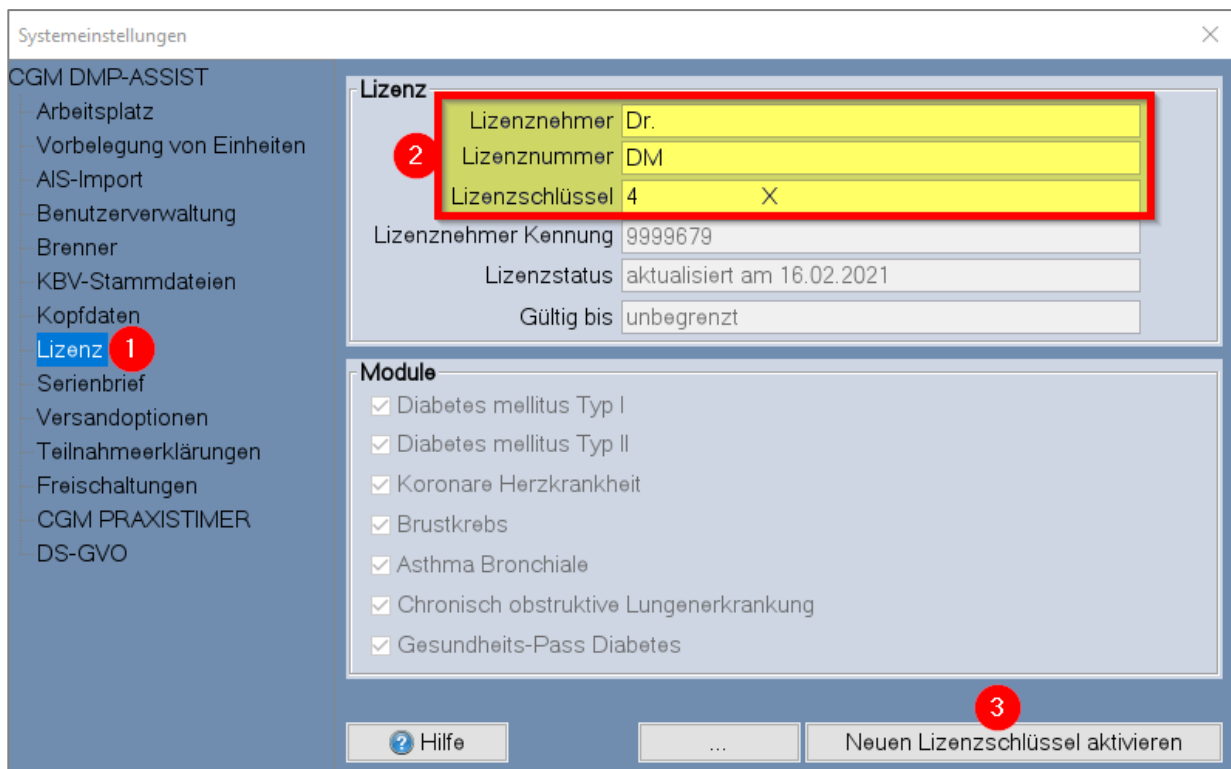 Systemeinstellungen
CGM DMP-ASSIST
Arbeitsplatz
Vorbelegung von Einheiten
AIS-Import
Benutzerverwaltung
Brenner
KBV-Stammdateien
Kopfdaten
Lizenz 1
Serienbrief
Versandoptionen
Teilnahmeerklärungen
Freischaltungen
CGM PRAXISTIMER
DS-GVO
Lizenz
2
Lizenznehmer Dr.
Lizenznummer DM
Lizenzschlüssel 4 X
Lizenznehmer Kennung 9999679
Lizenzstatus aktualisiert am 16.02.2021
Gültig bis unbegrenzt
Module
Diabetes mellitus Typ I
Diabetes mellitus Typ II
Koronare Herzkrankheit
Brustkrebs
Asthma Bronchiale
Chronisch obstruktive Lungenerkrankung
Gesundheits-Pass Diabetes
3
? Hilfe ... Neuen Lizenzschlüssel aktivieren